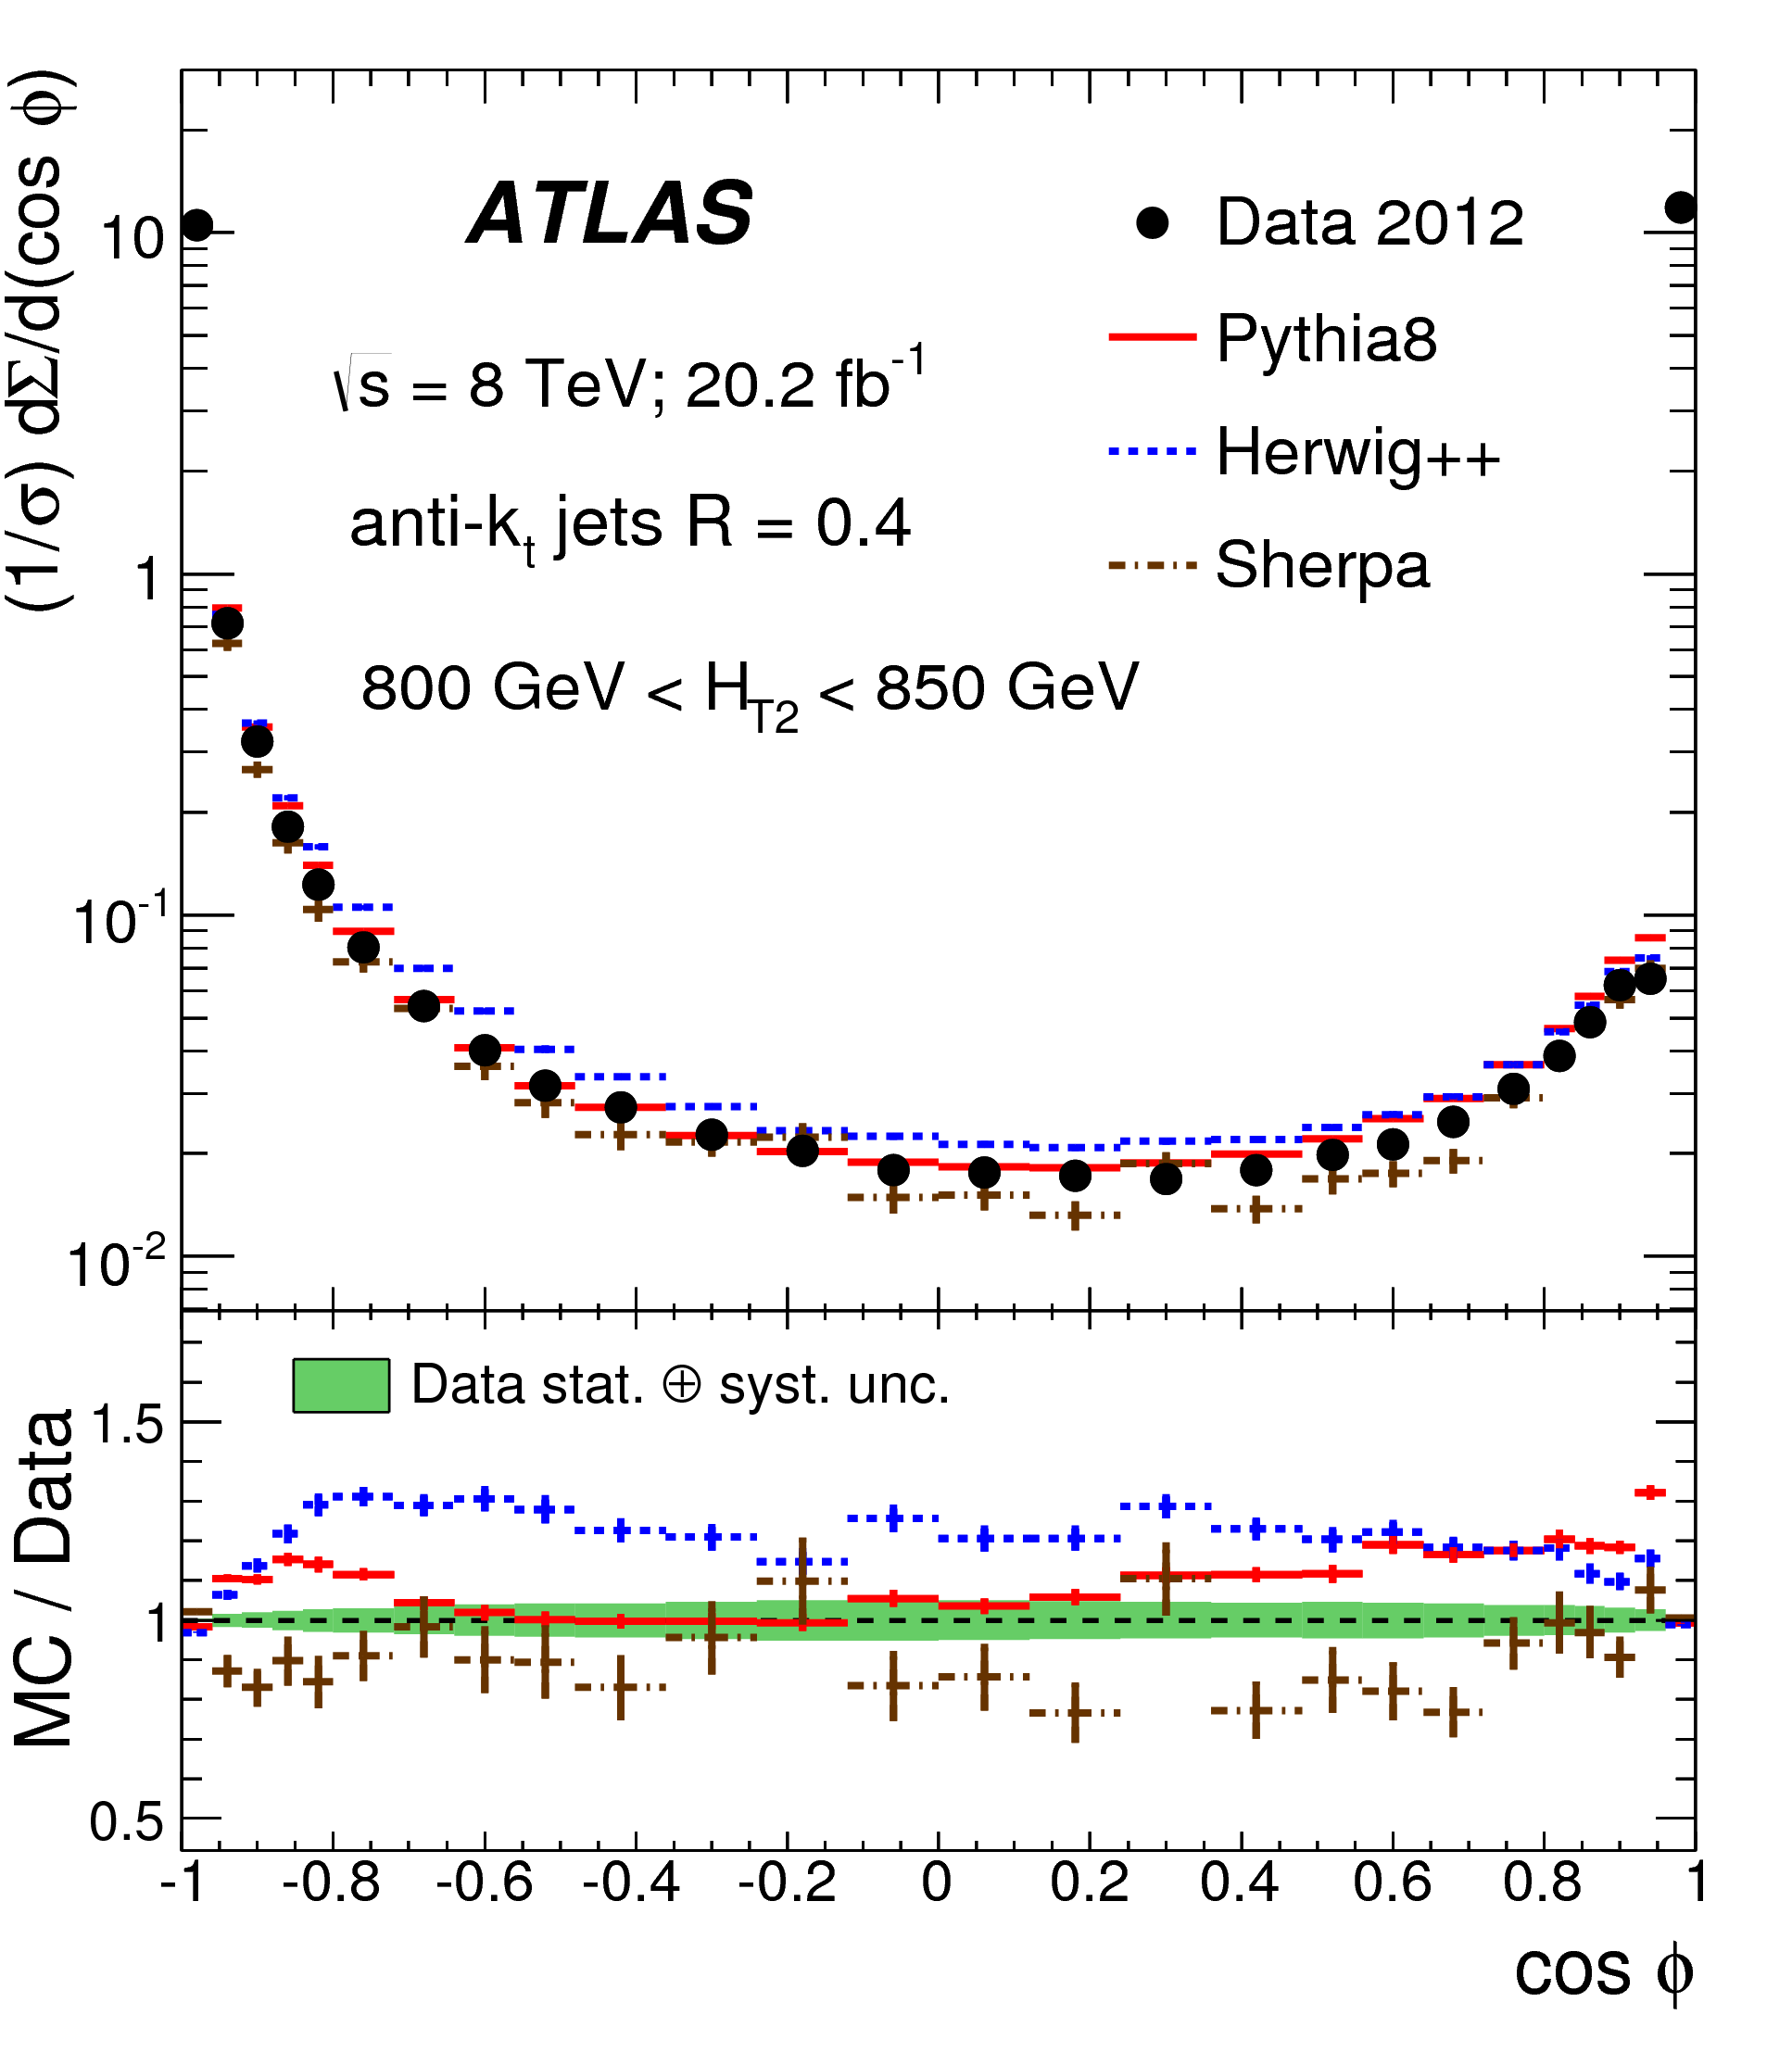 (1/σ) dΣ/d(cos ϕ)
10
1
10⁻¹
10⁻²
ATLAS
√s = 8 TeV; 20.2 fb⁻¹
anti-kₜ jets R = 0.4
800 GeV < H_T2 < 850 GeV
Data 2012
Pythia8
Herwig++
Sherpa
MC / Data
1.5
1
0.5
Data stat. ⊕ syst. unc.
-1 -0.8 -0.6 -0.4 -0.2 0 0.2 0.4 0.6 0.8 1
cos ϕ